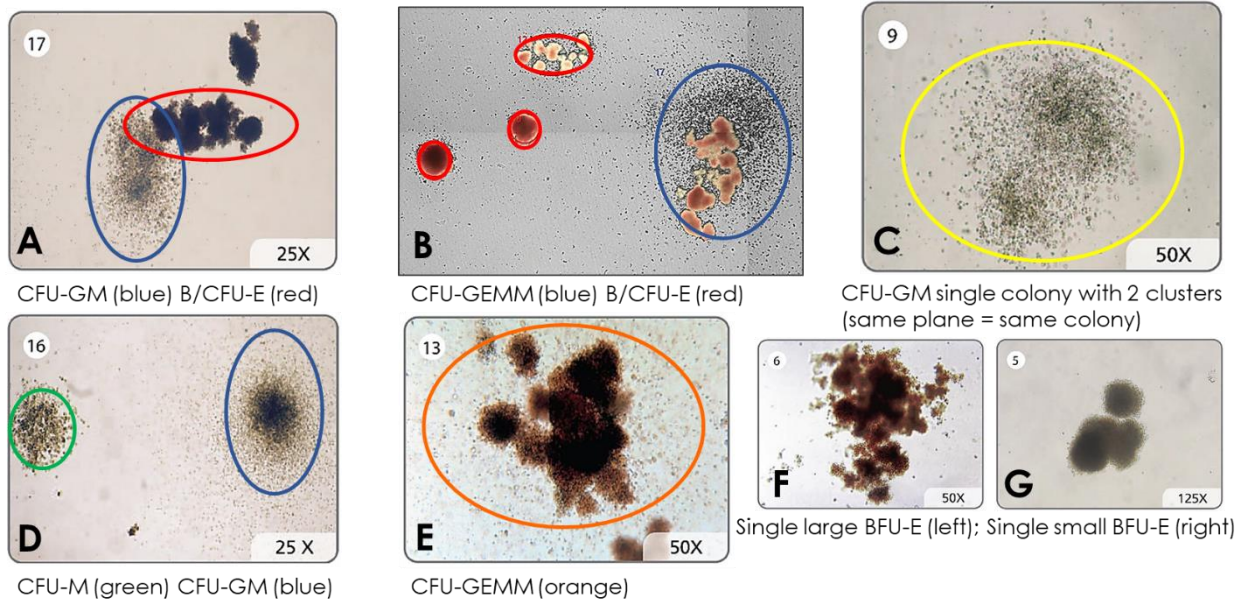 17
A
25X
CFU-GM (blue) B/CFU-E (red)
17
B
CFU-GEMM (blue) B/CFU-E (red)
9
C
50X
CFU-GM single colony with 2 clusters
(same plane = same colony)
16
D
25 X
CFU-M (green) CFU-GM (blue)
13
E
50X
CFU-GEMM (orange)
6
F
50X
5
G
125X
Single large BFU-E (left); Single small BFU-E (right)